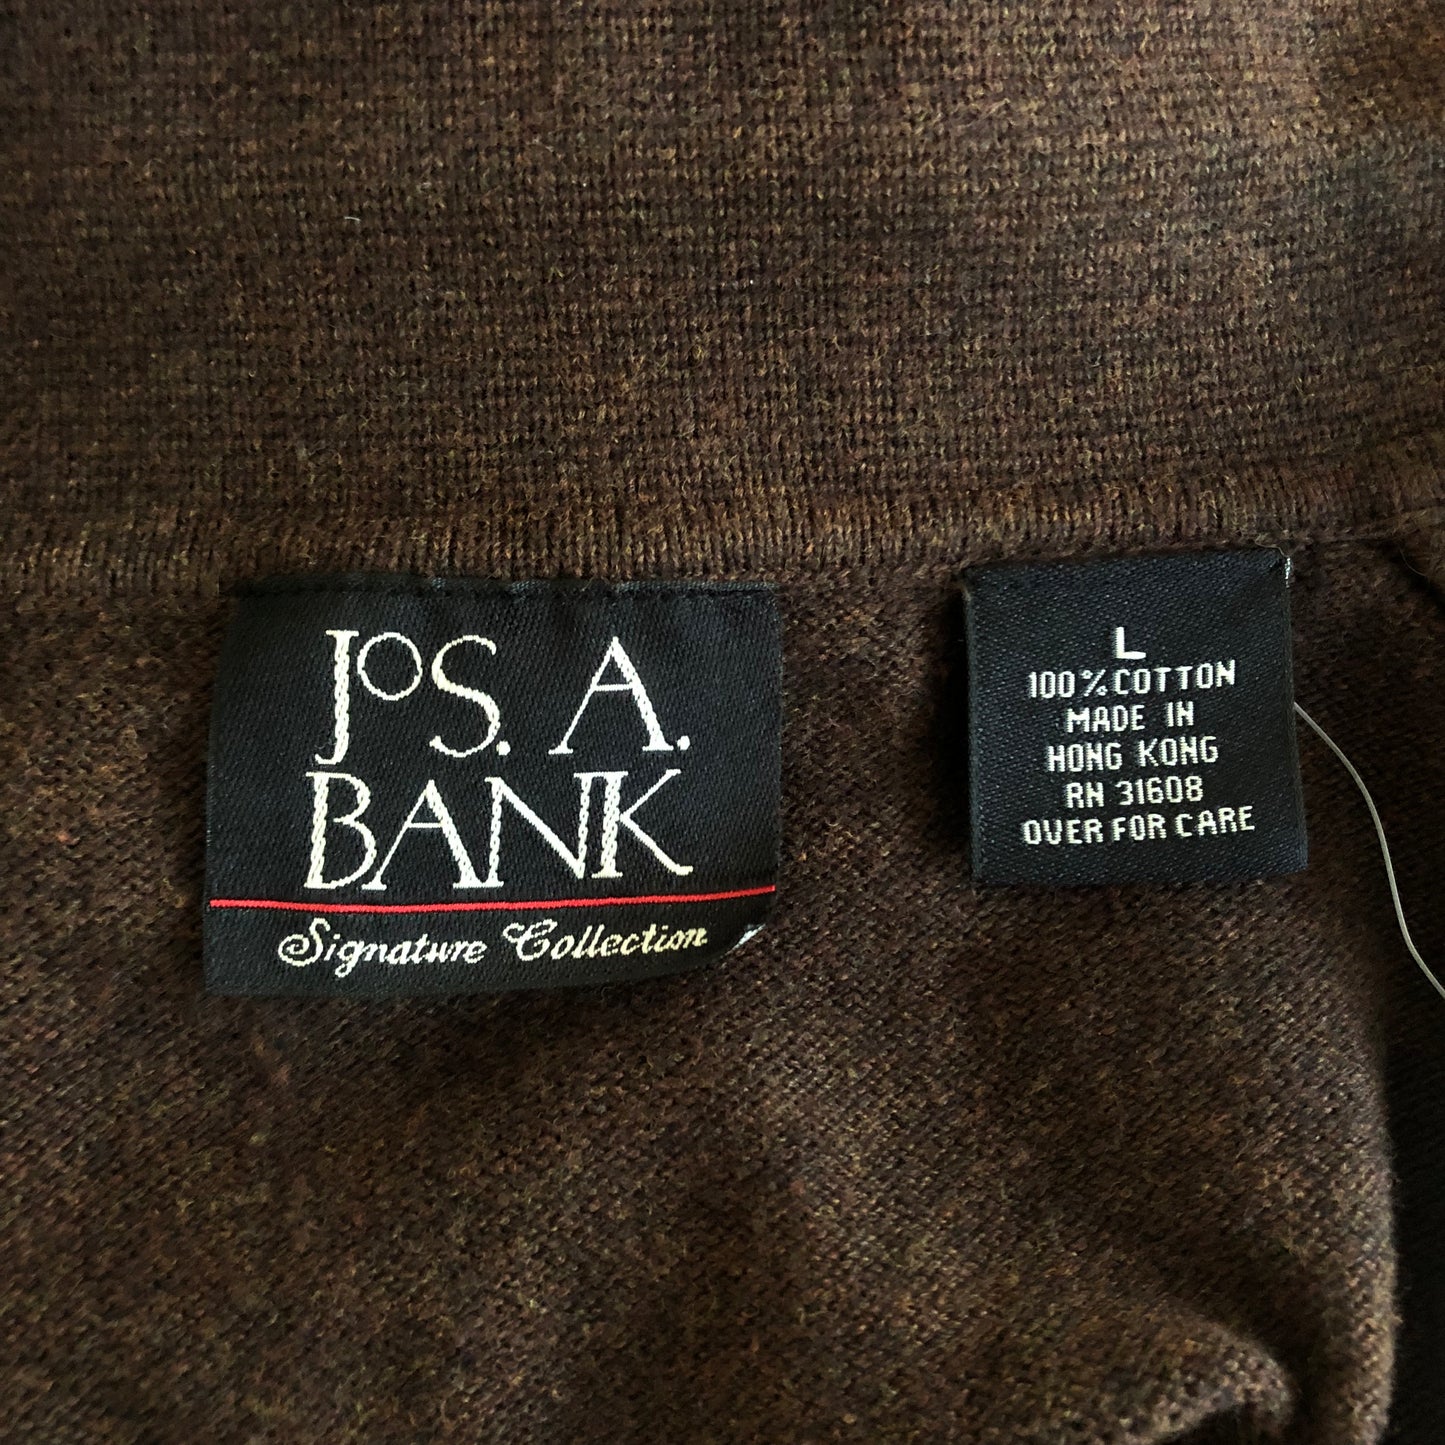 JoS. A.
BANK
Signature Collection
L
100% COTTON
MADE IN
HONG KONG
RN 31608
OVER FOR CARE